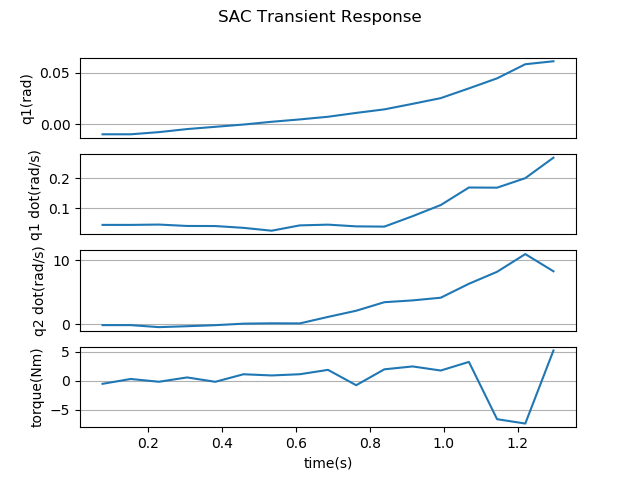 SAC Transient Response
q1(rad)
0.05
0.00
q1 dot(rad/s)
0.2
0.1
q2 dot(rad/s)
10
0
torque(Nm)
5
0
−5
0.2 0.4 0.6 0.8 1.0 1.2
time(s)